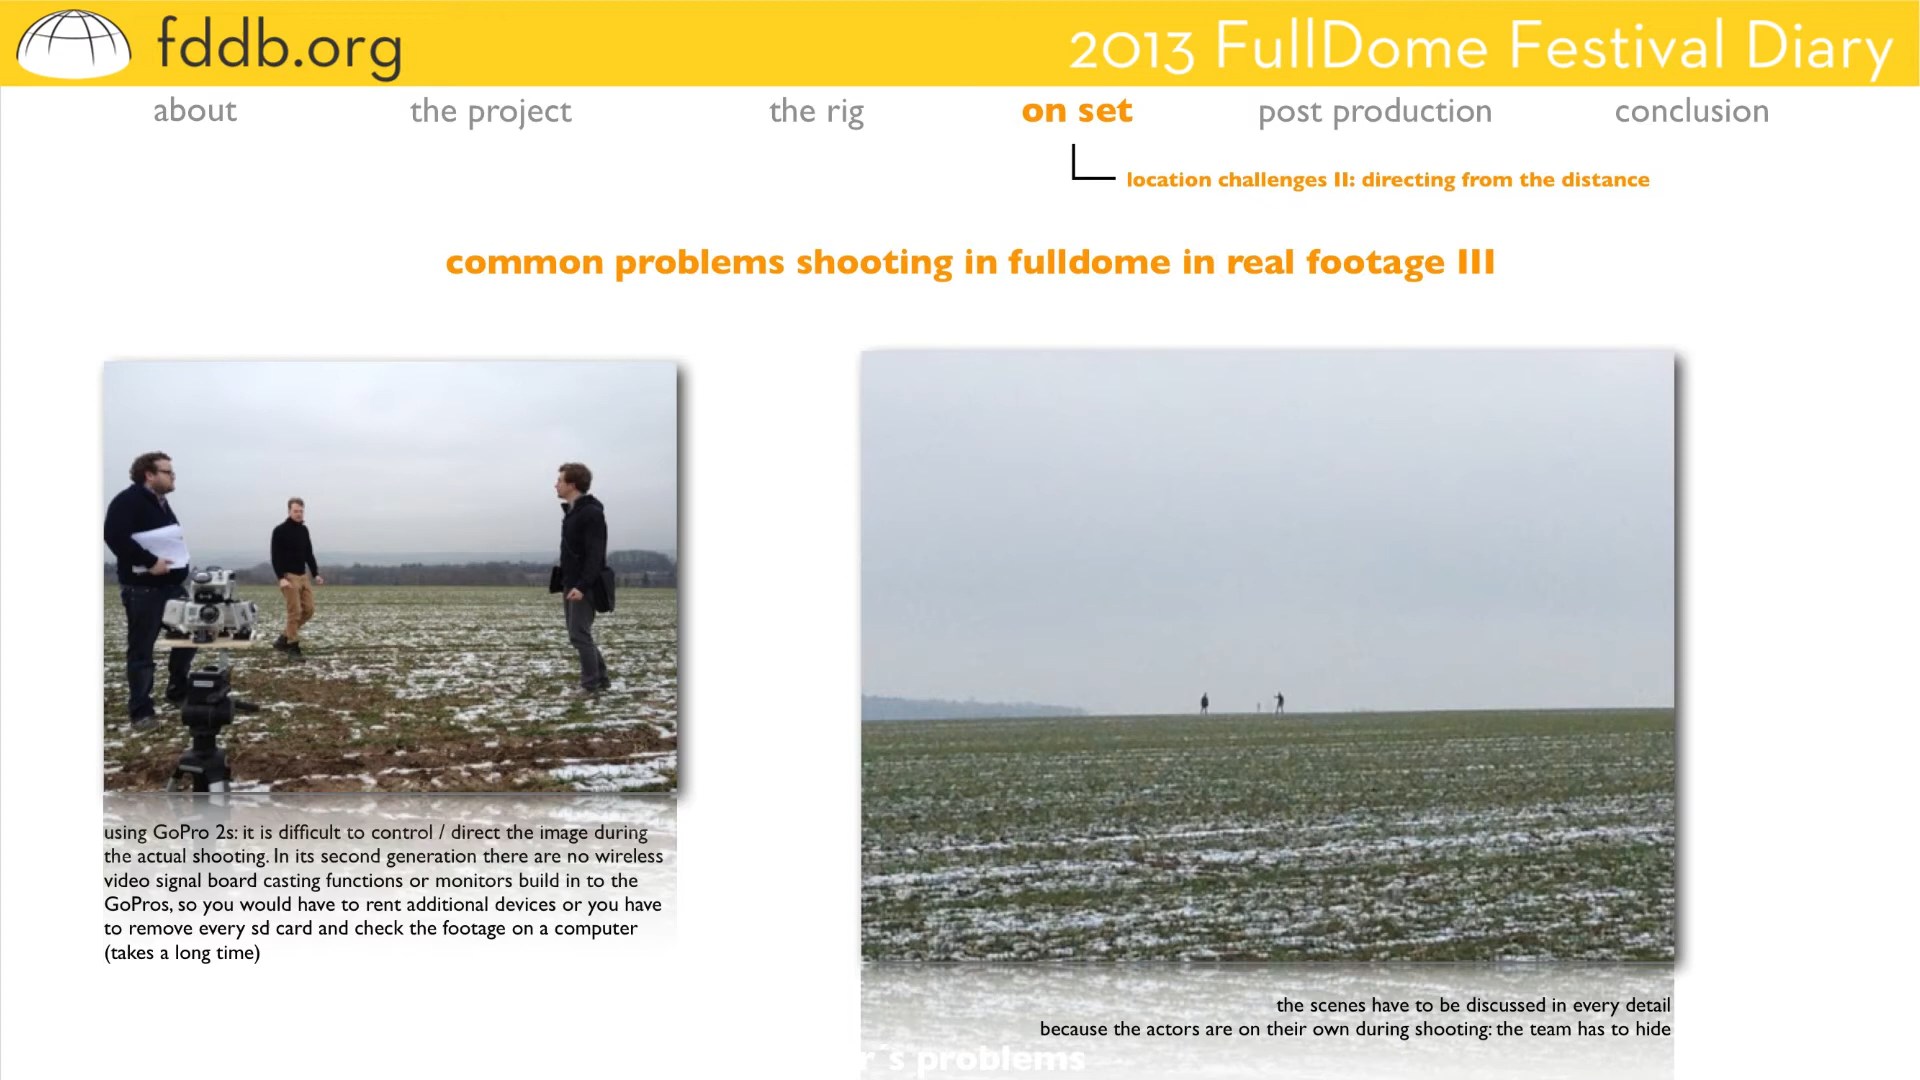 fddb.org
2013 FullDome Festival Diary
about the project the rig on set post production conclusion
location challenges II: directing from the distance
common problems shooting in fulldome in real footage III
using GoPro 2s: it is difficult to control / direct the image during
the actual shooting. In its second generation there are no wireless
video signal board casting functions or monitors build in to the
GoPros, so you would have to rent additional devices or you have
to remove every sd card and check the footage on a computer
(takes a long time)
the scenes have to be discussed in every detail
because the actors are on their own during shooting: the team has to hide
r´s problems